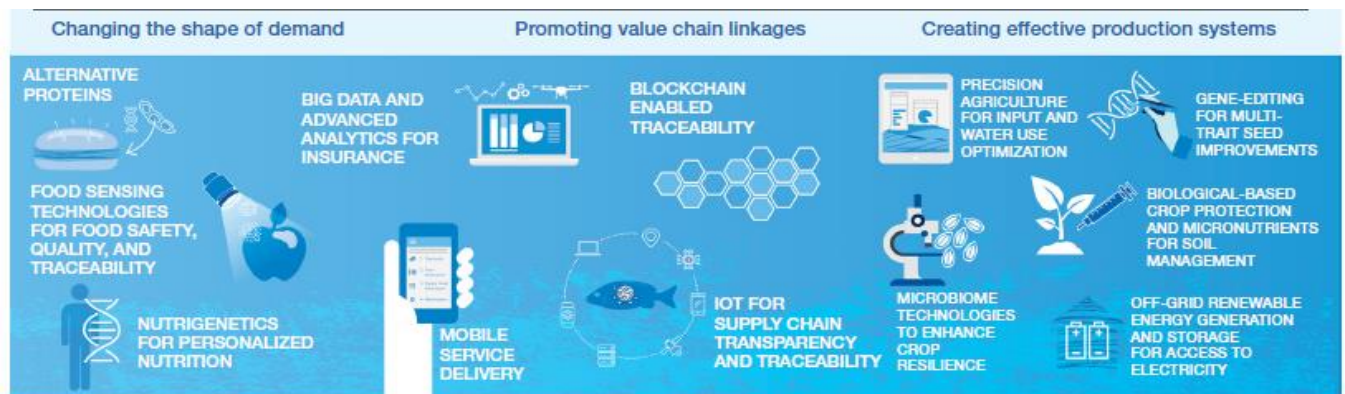 Changing the shape of demand
Promoting value chain linkages
Creating effective production systems
ALTERNATIVE
PROTEINS
FOOD SENSING
TECHNOLOGIES
FOR FOOD SAFETY,
QUALITY, AND
TRACEABILITY
NUTRIGENETICS
FOR PERSONALIZED
NUTRITION
BIG DATA AND
ADVANCED
ANALYTICS FOR
INSURANCE
MOBILE
SERVICE
DELIVERY
BLOCKCHAIN
ENABLED
TRACEABILITY
IOT FOR
SUPPLY CHAIN
TRANSPARENCY
AND TRACEABILITY
PRECISION
AGRICULTURE
FOR INPUT AND
WATER USE
OPTIMIZATION
GENE-EDITING
FOR MULTI-
TRAIT SEED
IMPROVEMENTS
MICROBIOME
TECHNOLOGIES
TO ENHANCE
CROP
RESILIENCE
BIOLOGICAL-BASED
CROP PROTECTION
AND MICRONUTRIENTS
FOR SOIL
MANAGEMENT
OFF-GRID RENEWABLE
ENERGY GENERATION
AND STORAGE
FOR ACCESS TO
ELECTRICITY